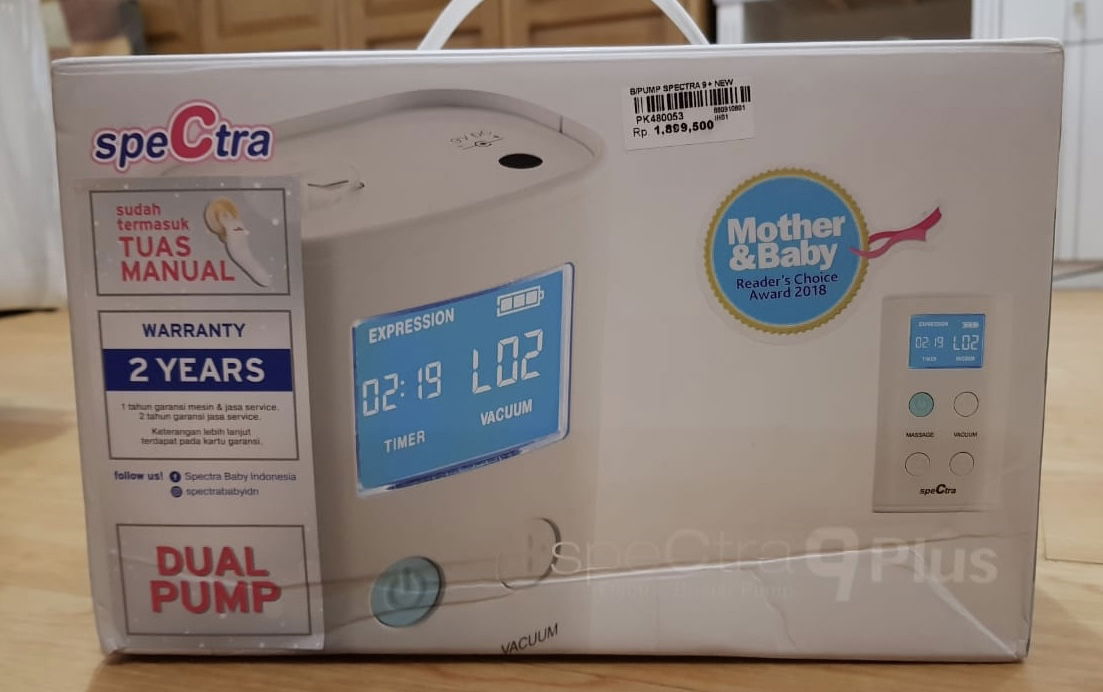 speCtra
sudah
termasuk
TUAS
MANUAL
WARRANTY
2 YEARS
1 tahun garansi mesin & jasa service.
2 tahun garansi jasa service.
Keterangan lebih lanjut
terdapat pada kartu garansi.
follow us! Spectra Baby Indonesia
spectrababyidn
DUAL
PUMP
9V DC
EXPRESSION
02:19 L02
TIMER VACUUM
VACUUM
B/PUMP SPECTRA 9+ NEW
PK480053
IH01
Rp. 1,899,500
Mother
&Baby
Reader's Choice
Award 2018
EXPRESSION
02:19 L02
TIMER VACUUM
MASSAGE VACUUM
speCtra
speCtra 9 Plus